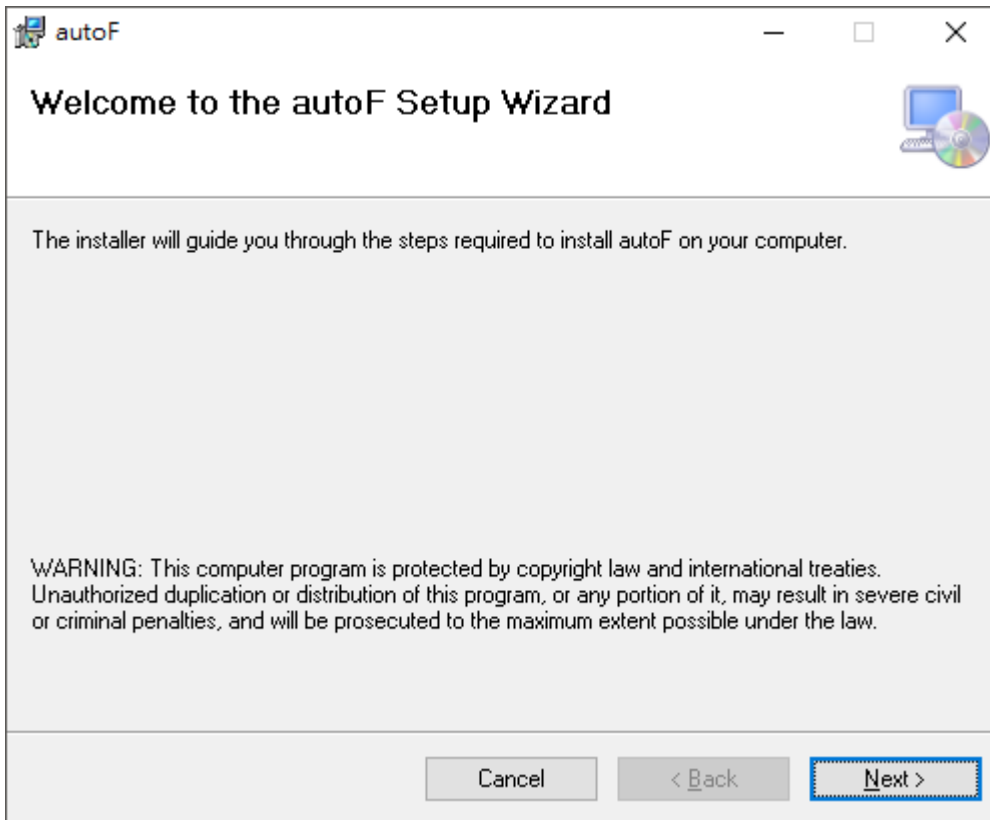 autoF
Welcome to the autoF Setup Wizard
The installer will guide you through the steps required to install autoF on your computer.
WARNING: This computer program is protected by copyright law and international treaties.
Unauthorized duplication or distribution of this program, or any portion of it, may result in severe civil
or criminal penalties, and will be prosecuted to the maximum extent possible under the law.
Cancel
< Back
Next >